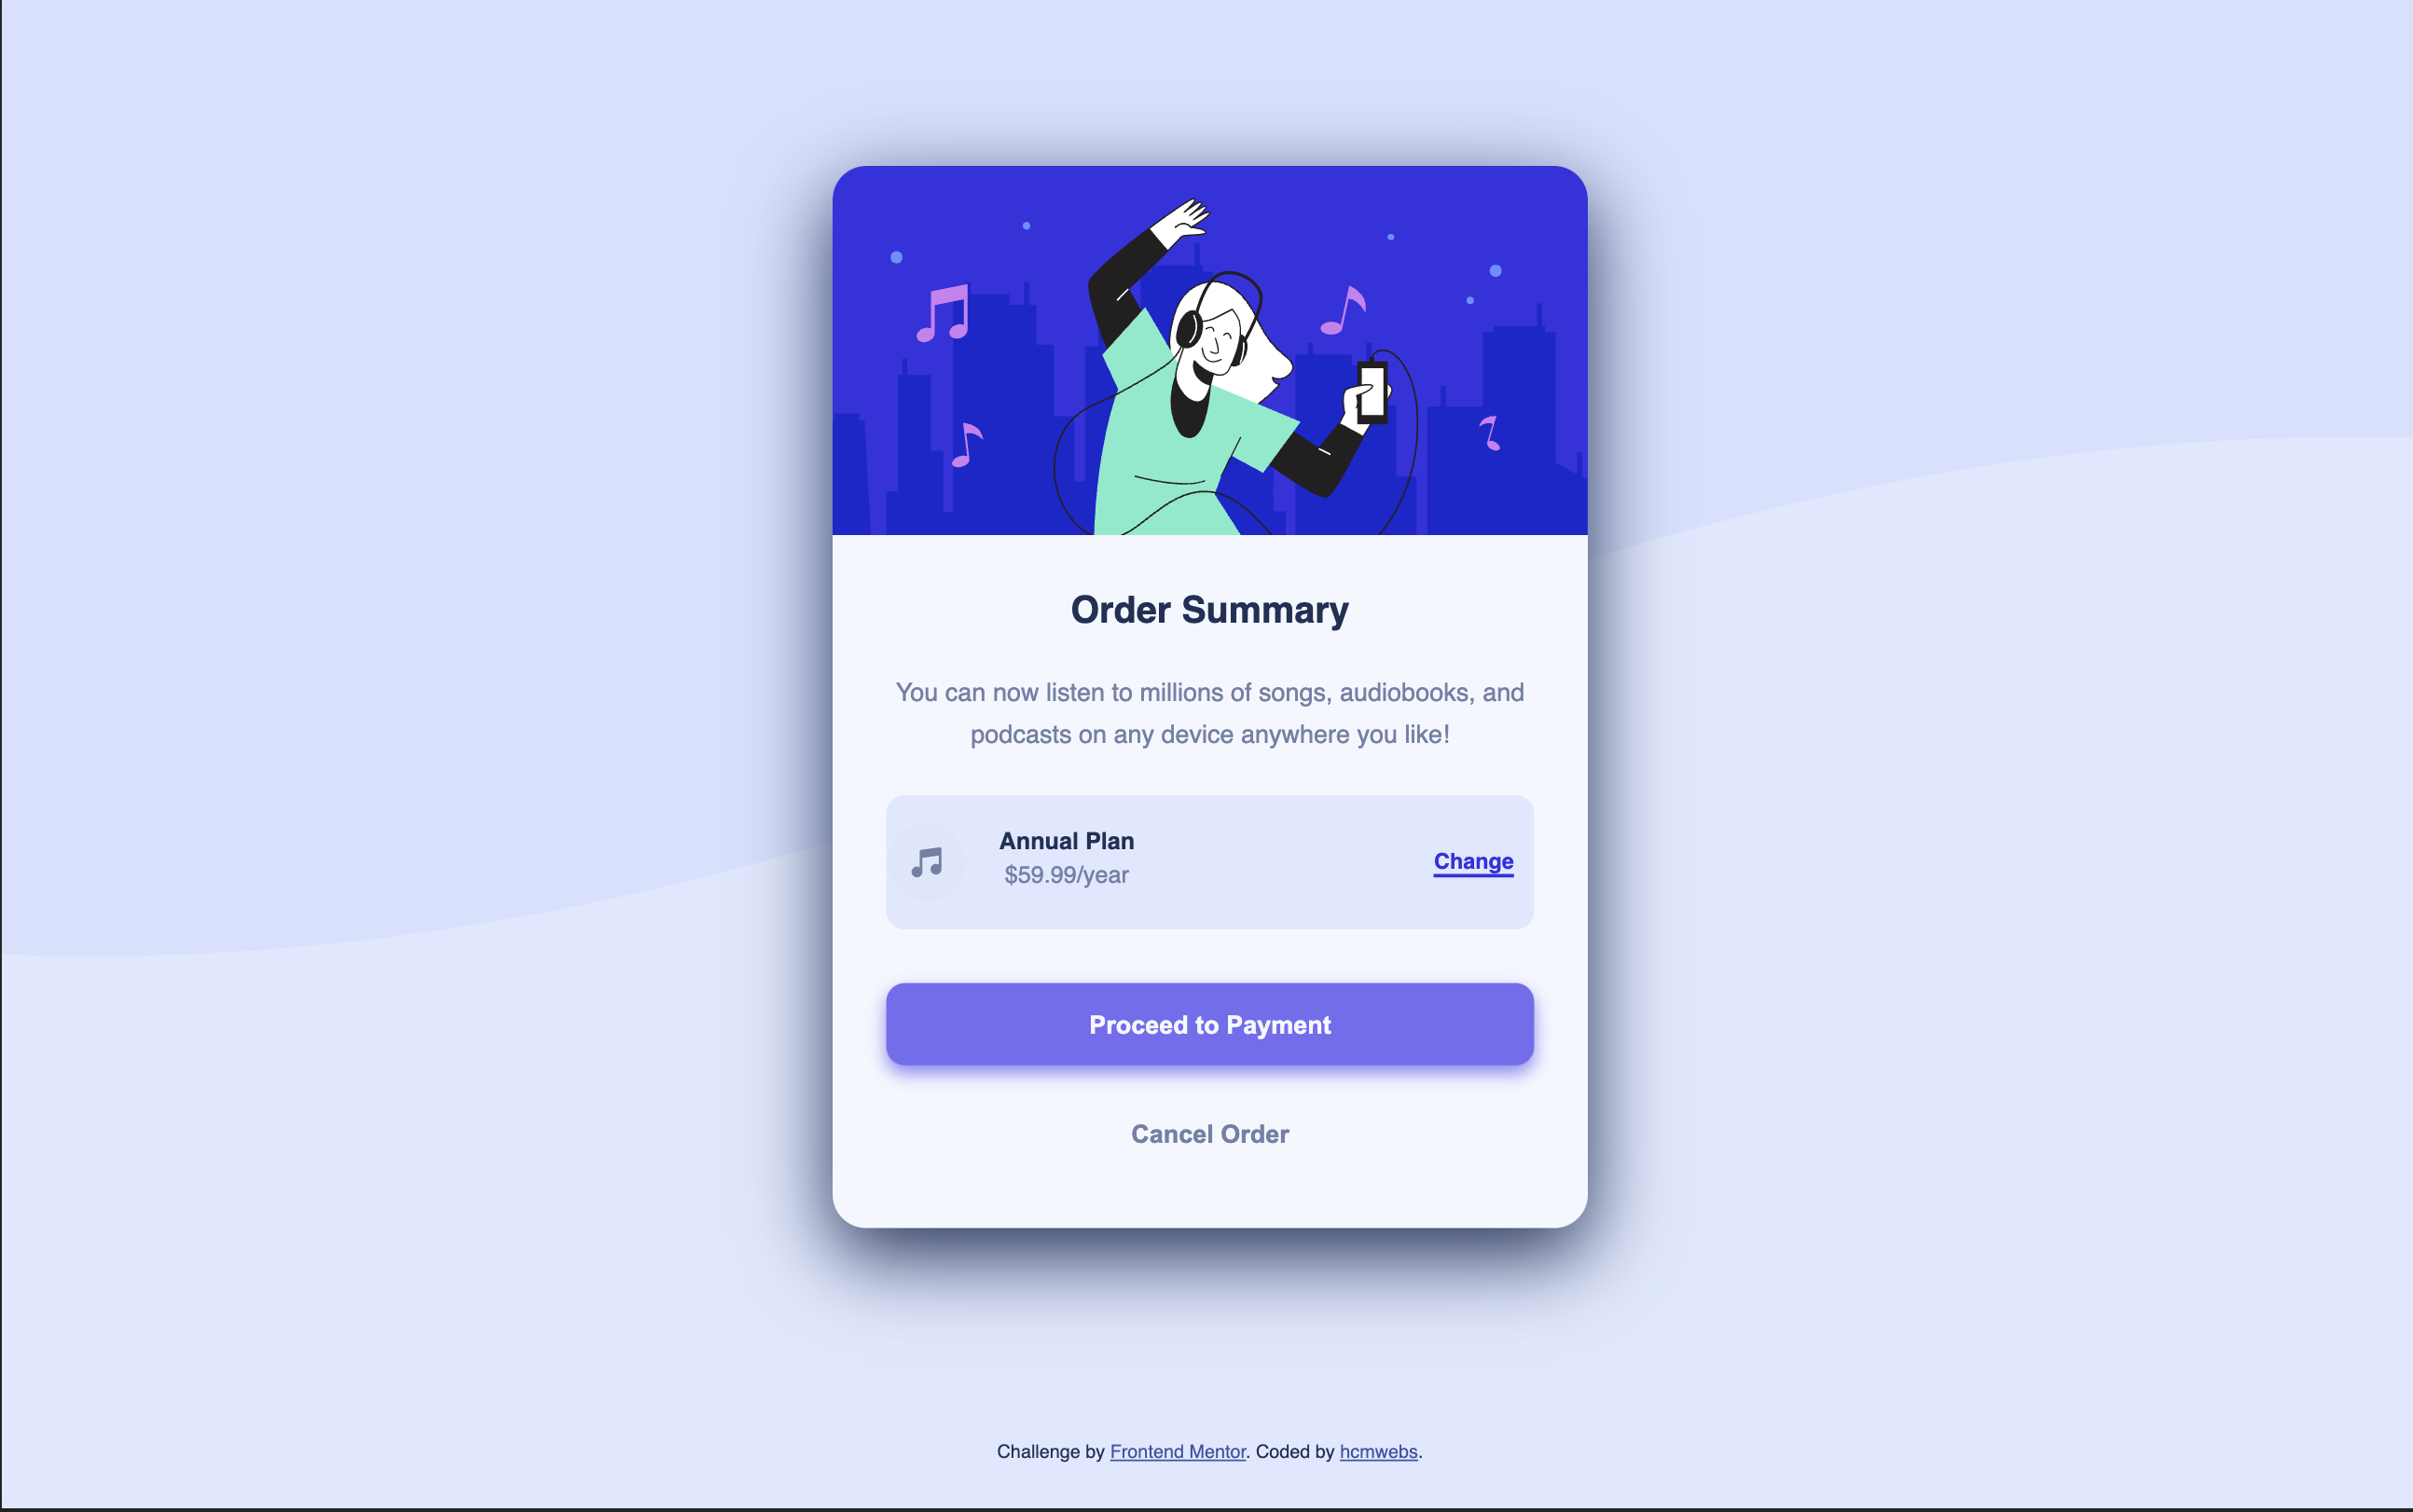 Order Summary
You can now listen to millions of songs, audiobooks, and
podcasts on any device anywhere you like!
Annual Plan
$59.99/year
Change
Proceed to Payment
Cancel Order
Challenge by Frontend Mentor. Coded by hcmwebs.